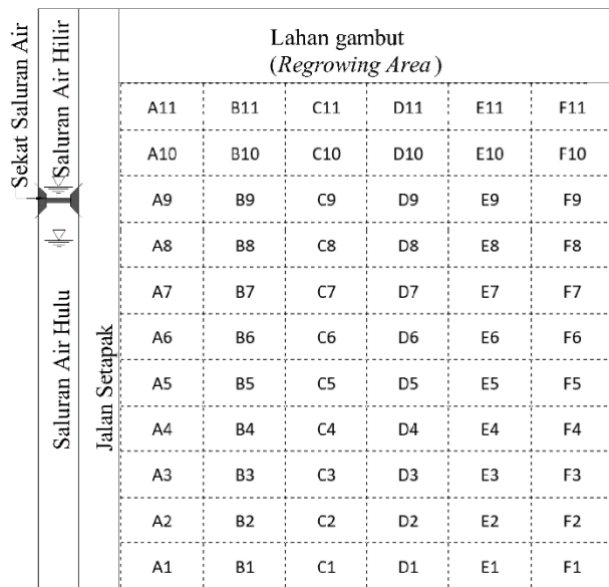 Sekat Saluran Air
Saluran Air Hilir
Saluran Air Hulu
Jalan Setapak
Lahan gambut
(Regrowing Area)
A11 B11 C11 D11 E11 F11
A10 B10 C10 D10 E10 F10
A9 B9 C9 D9 E9 F9
A8 B8 C8 D8 E8 F8
A7 B7 C7 D7 E7 F7
A6 B6 C6 D6 E6 F6
A5 B5 C5 D5 E5 F5
A4 B4 C4 D4 E4 F4
A3 B3 C3 D3 E3 F3
A2 B2 C2 D2 E2 F2
A1 B1 C1 D1 E1 F1